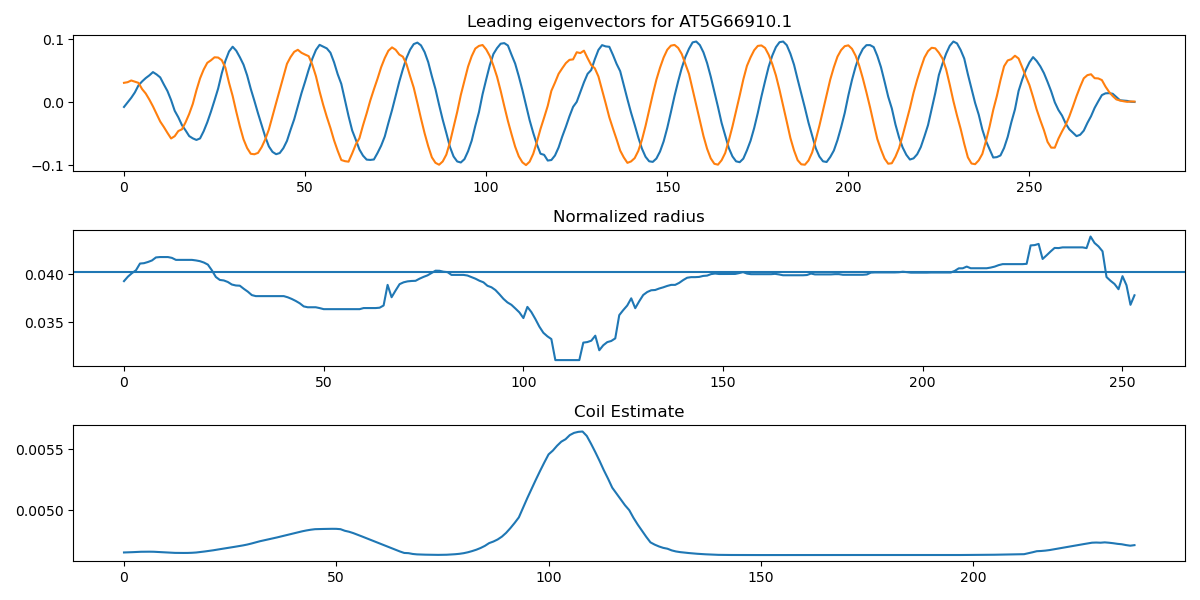 Leading eigenvectors for AT5G66910.1
0.1
0.0
−0.1
0 50 100 150 200 250
Normalized radius
0.040
0.035
0 50 100 150 200 250
Coil Estimate
0.0055
0.0050
0 50 100 150 200